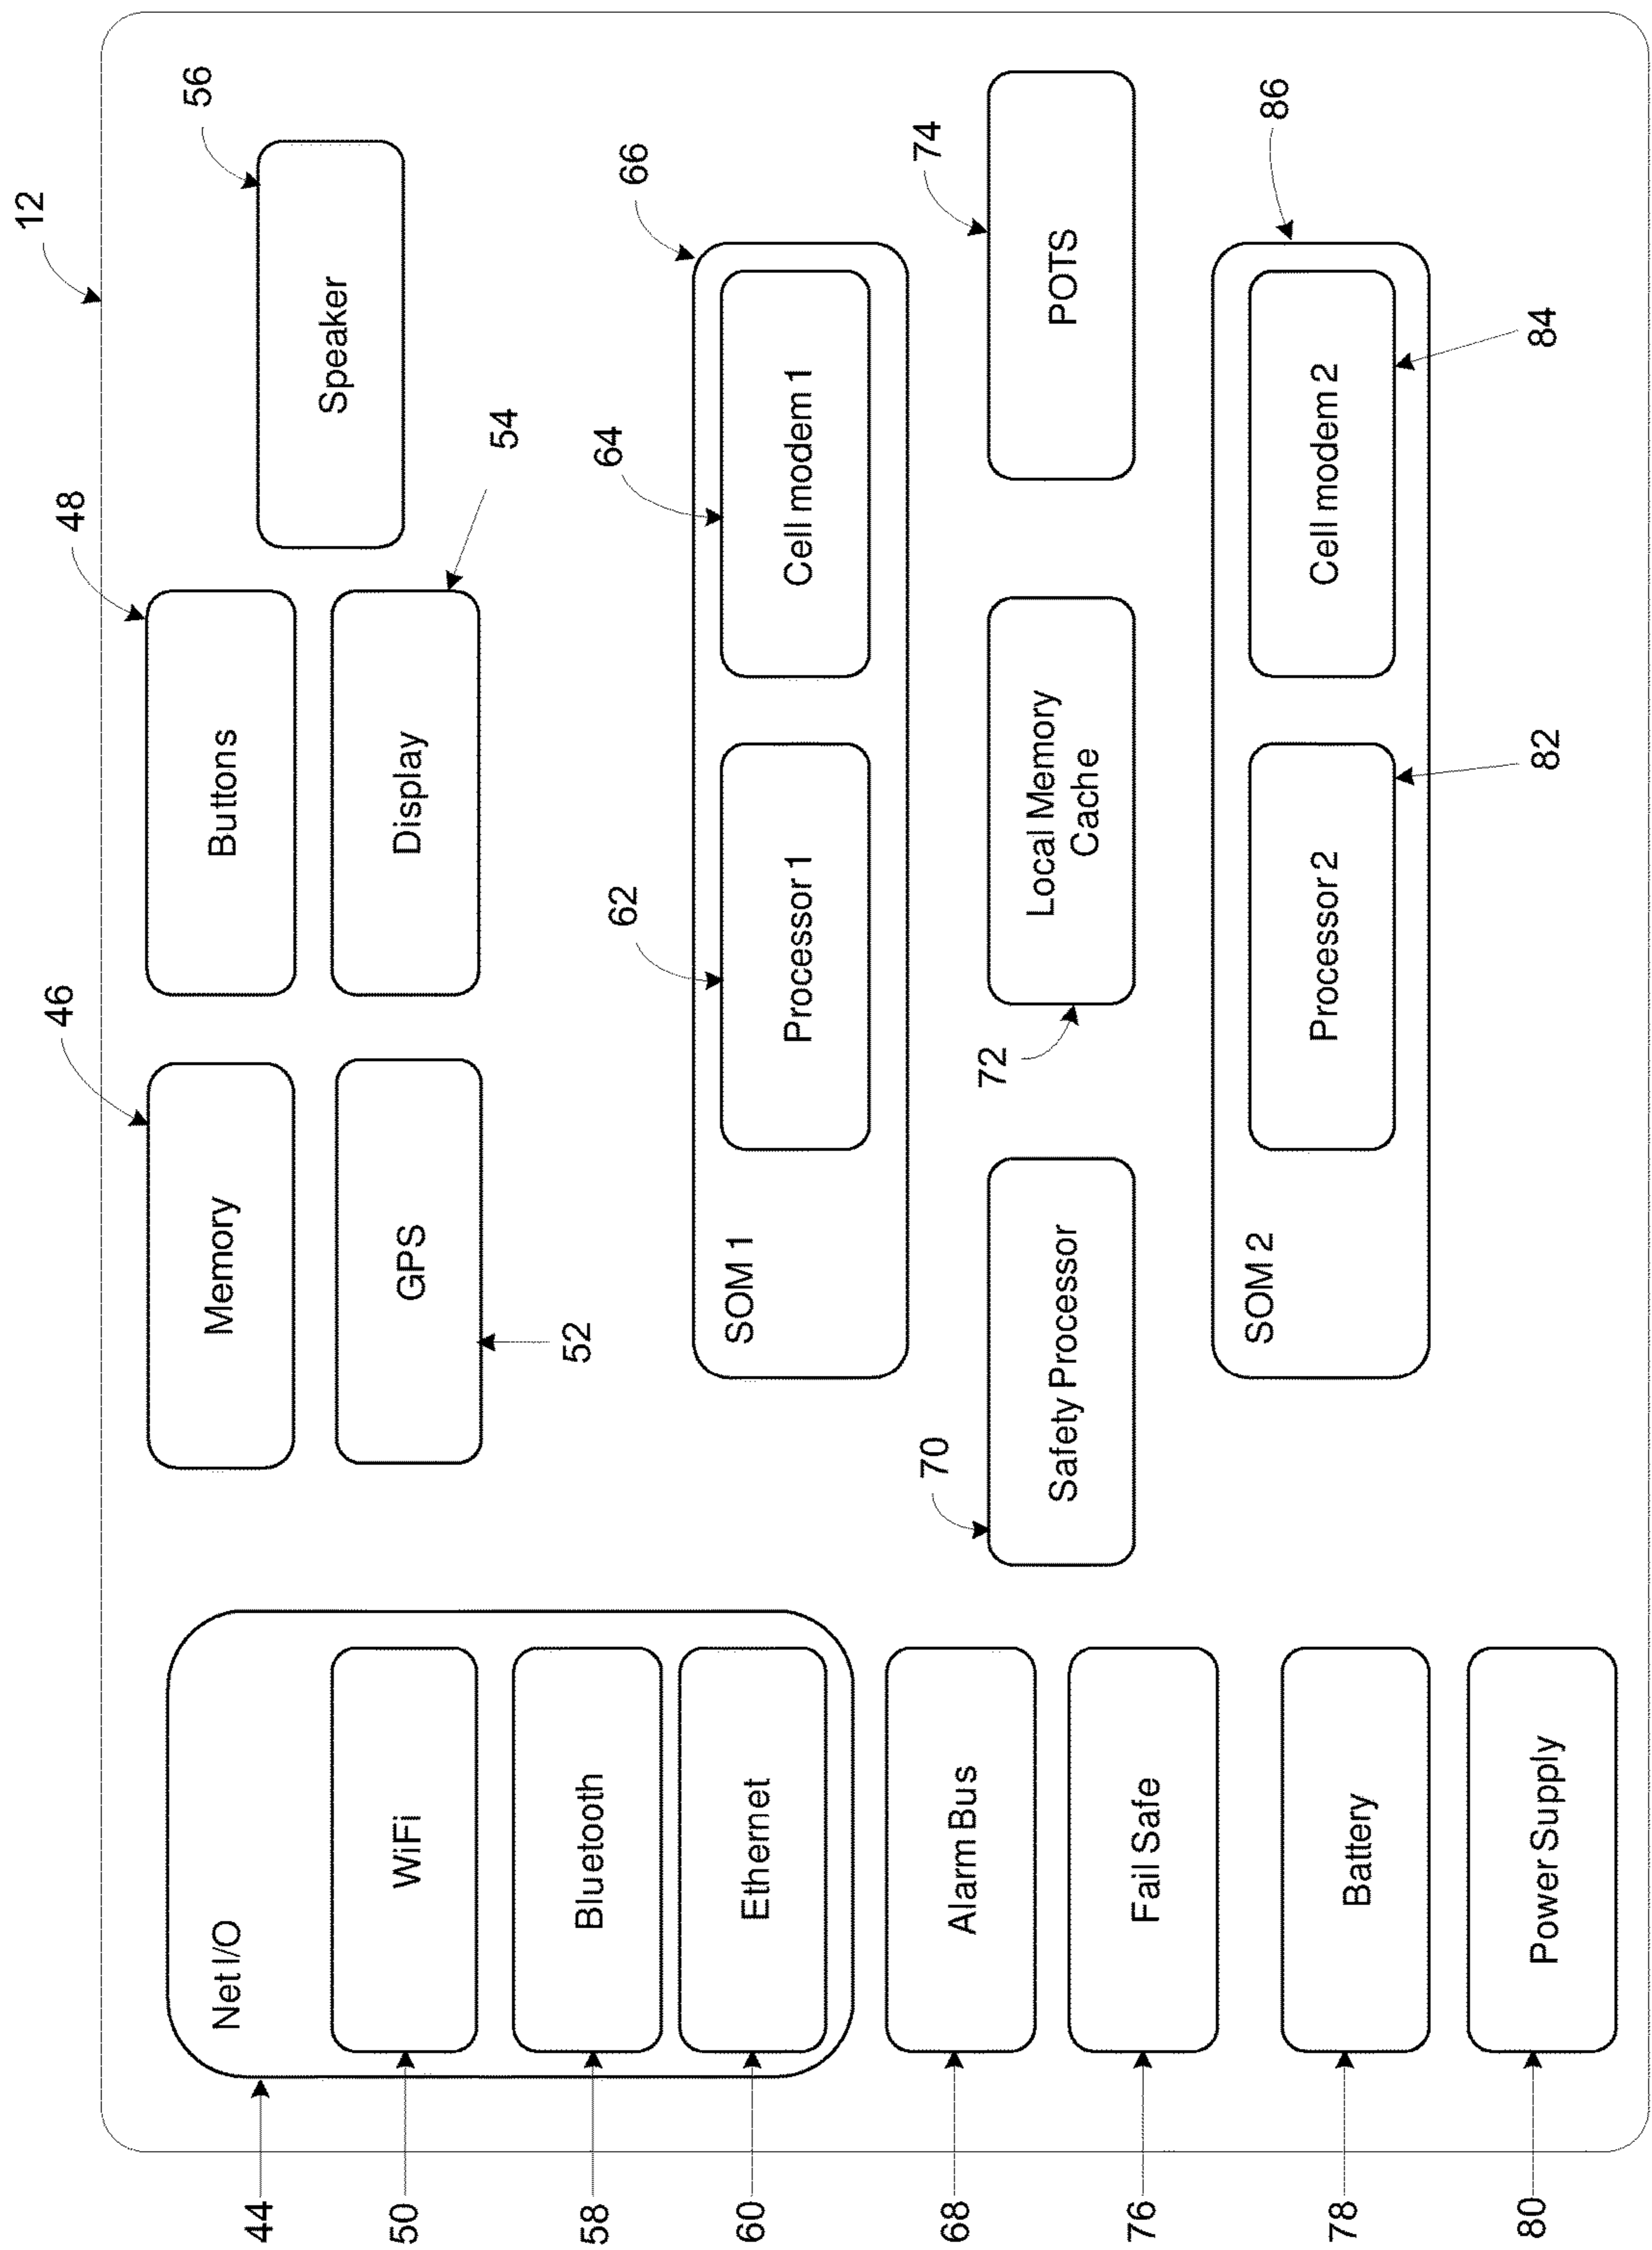 12
46
48
56
Net I/O
Memory
Buttons
Speaker
44
50
WiFi
GPS
Display
52
54
58
Bluetooth
60
Ethernet
62
64
66
SOM 1
Processor 1
Cell modem 1
68
Alarm Bus
70
72
74
Safety Processor
Local Memory
Cache
POTS
76
Fail Safe
86
78
Battery
SOM 2
Processor 2
Cell modem 2
80
Power Supply
82
84